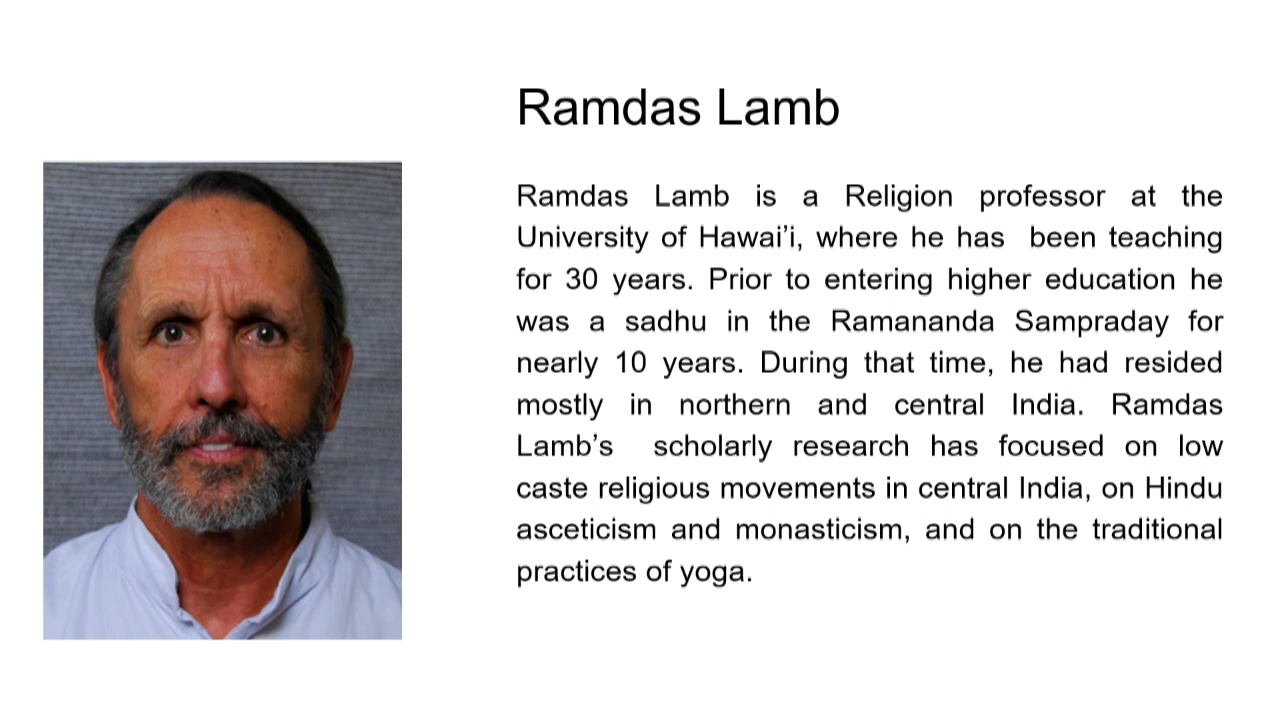 Ramdas Lamb
Ramdas Lamb is a Religion professor at the
University of Hawai’i, where he has been teaching
for 30 years. Prior to entering higher education he
was a sadhu in the Ramananda Sampraday for
nearly 10 years. During that time, he had resided
mostly in northern and central India. Ramdas
Lamb’s scholarly research has focused on low
caste religious movements in central India, on Hindu
asceticism and monasticism, and on the traditional
practices of yoga.